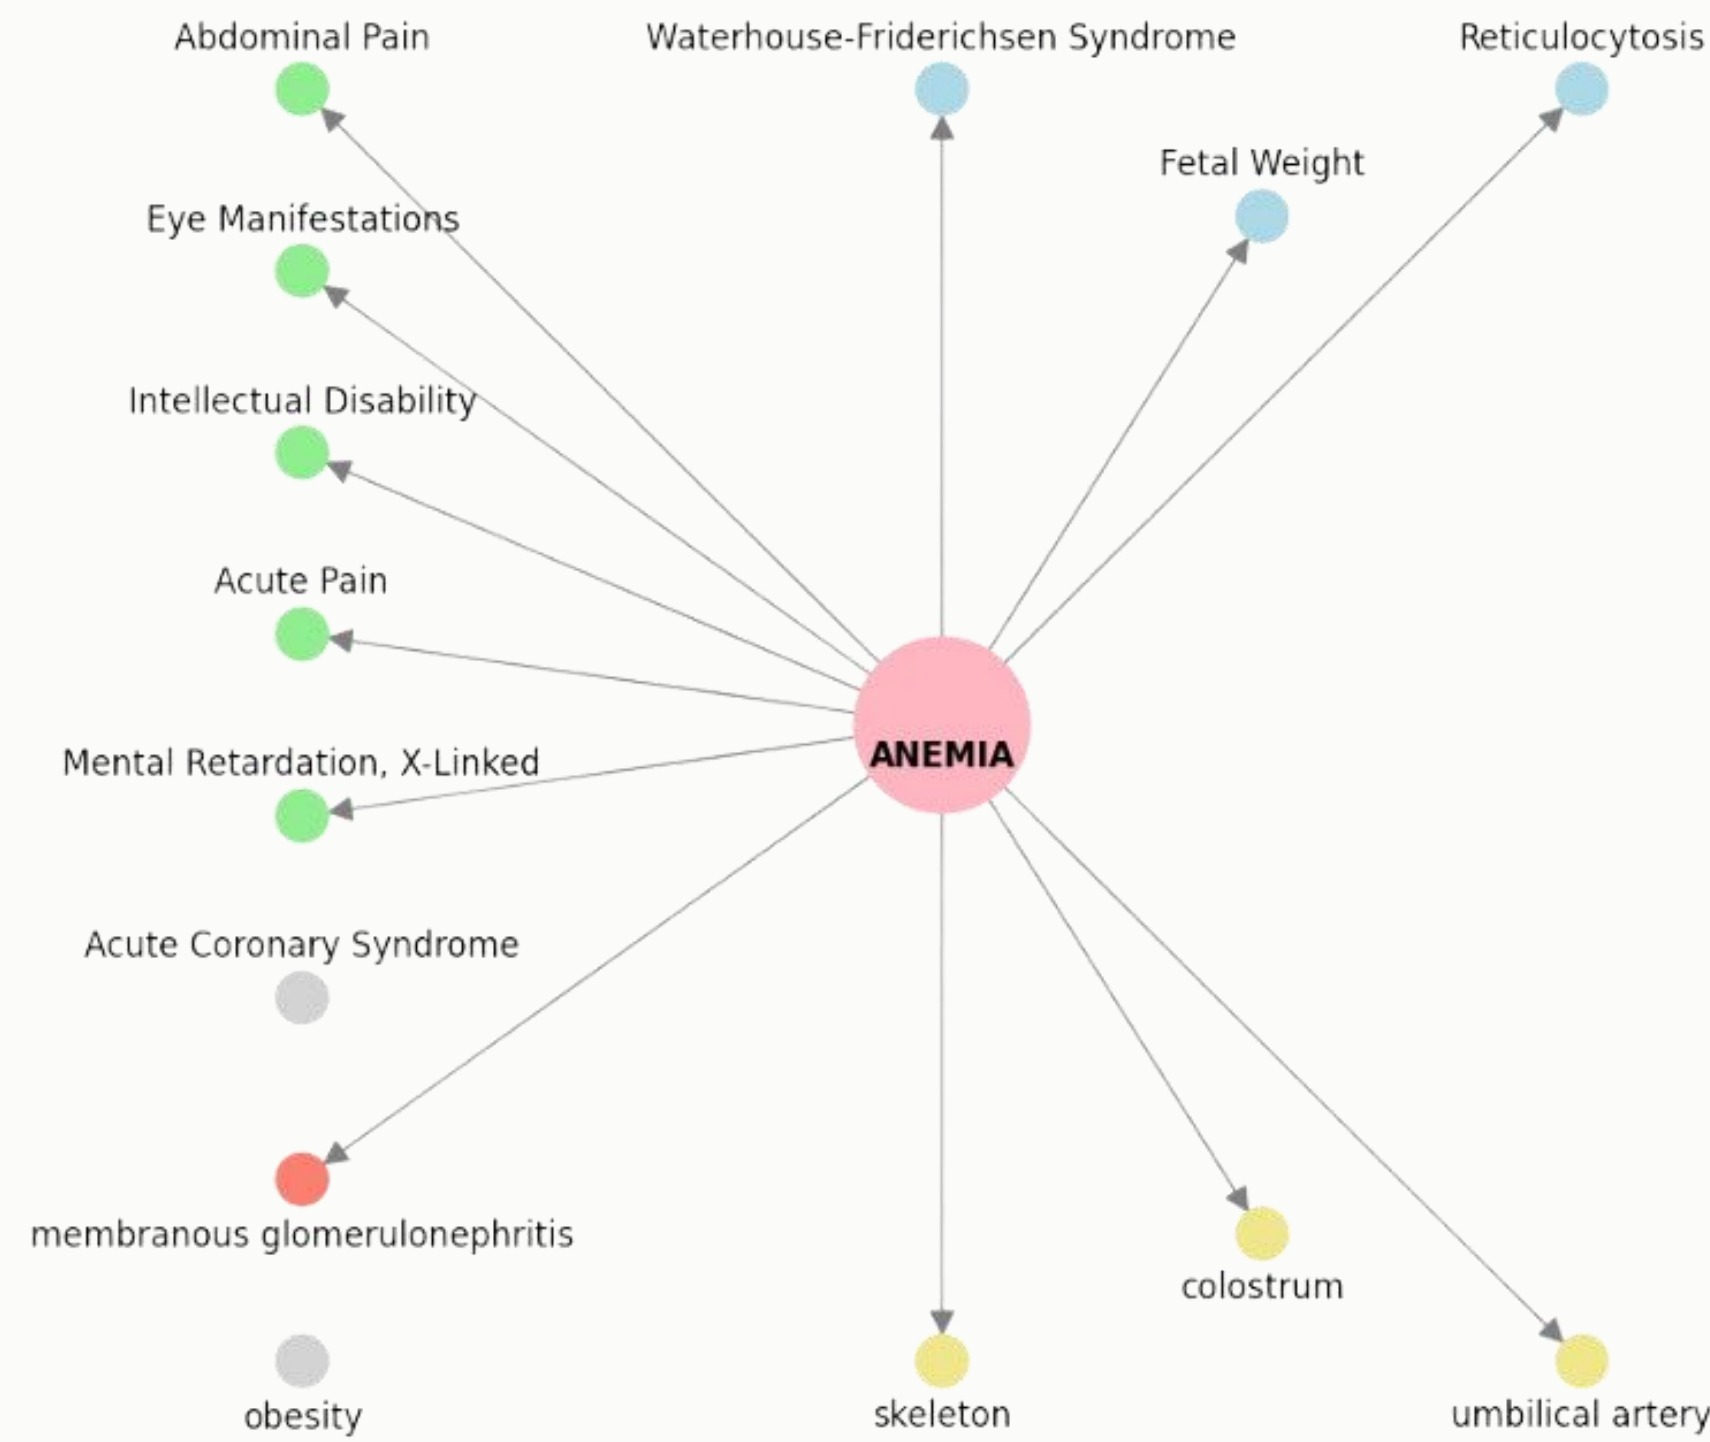 Abdominal Pain
Waterhouse-Friderichsen Syndrome
Reticulocytosis
Fetal Weight
Eye Manifestations
Intellectual Disability
Acute Pain
ANEMIA
Mental Retardation, X-Linked
Acute Coronary Syndrome
membranous glomerulonephritis
colostrum
obesity
skeleton
umbilical artery